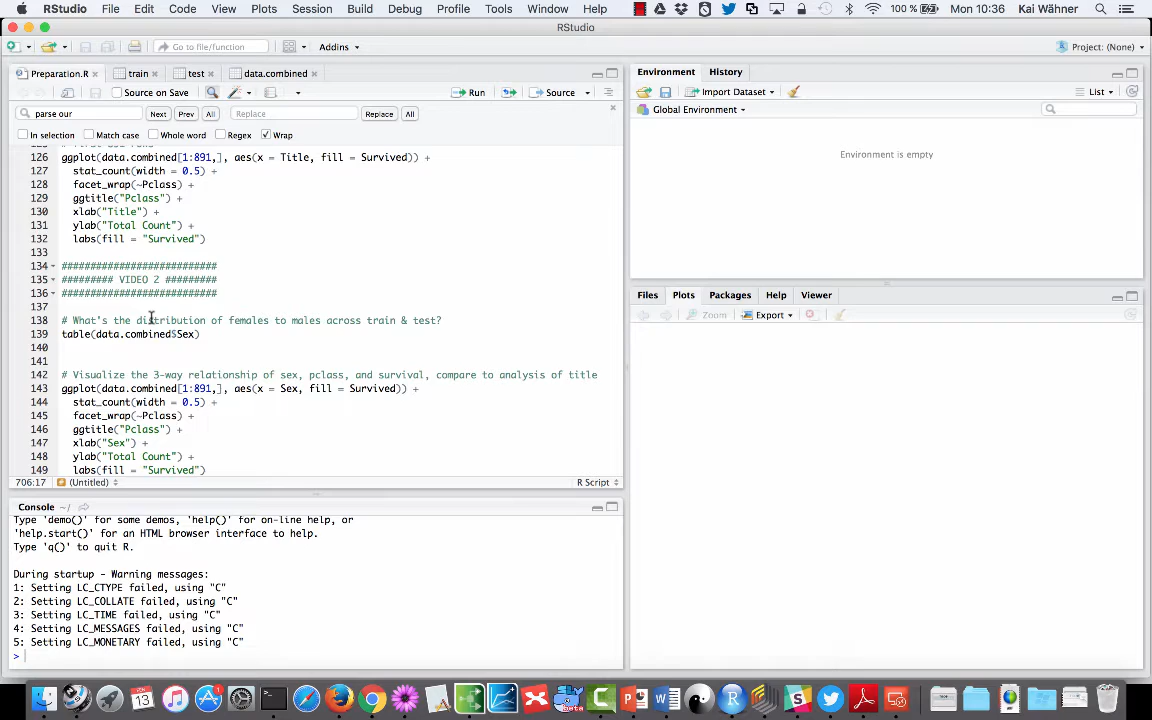 RStudio File Edit Code View Plots Session Build Debug Profile Tools Window Help 100 % Mon 10:36 Kai Wähner
RStudio
Go to file/function Addins Project: (None)
Preparation.R train test data.combined
Source on Save Run Source
parse our Next Prev All Replace Replace All
In selection Match case Whole word Regex Wrap
126 ggplot(data.combined[1:891,], aes(x = Title, fill = Survived)) +
127 stat_count(width = 0.5) +
128 facet_wrap(~Pclass) +
129 ggtitle("Pclass") +
130 xlab("Title") +
131 ylab("Total Count") +
132 labs(fill = "Survived")
133
134 ###########################
135 ######### VIDEO 2 #########
136 ###########################
137
138 # What's the distribution of females to males across train & test?
139 table(data.combined$Sex)
140
141
142 # Visualize the 3-way relationship of sex, pclass, and survival, compare to analysis of title
143 ggplot(data.combined[1:891,], aes(x = Sex, fill = Survived)) +
144 stat_count(width = 0.5) +
145 facet_wrap(~Pclass) +
146 ggtitle("Pclass") +
147 xlab("Sex") +
148 ylab("Total Count") +
149 labs(fill = "Survived")
706:17 (Untitled) R Script
Console ~/
Type 'demo()' for some demos, 'help()' for on-line help, or
'help.start()' for an HTML browser interface to help.
Type 'q()' to quit R.
During startup - Warning messages:
1: Setting LC_CTYPE failed, using "C"
2: Setting LC_COLLATE failed, using "C"
3: Setting LC_TIME failed, using "C"
4: Setting LC_MESSAGES failed, using "C"
5: Setting LC_MONETARY failed, using "C"
>
Environment History
Import Dataset List
Global Environment
Environment is empty
Files Plots Packages Help Viewer
Zoom Export